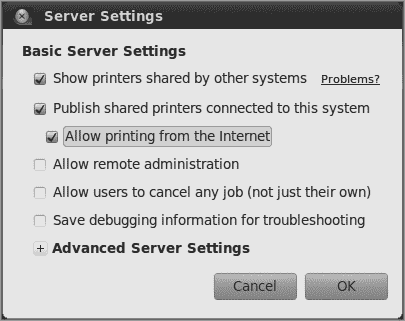 Server Settings
Basic Server Settings
Show printers shared by other systems Problems?
Publish shared printers connected to this system
Allow printing from the Internet
Allow remote administration
Allow users to cancel any job (not just their own)
Save debugging information for troubleshooting
+ Advanced Server Settings
Cancel OK